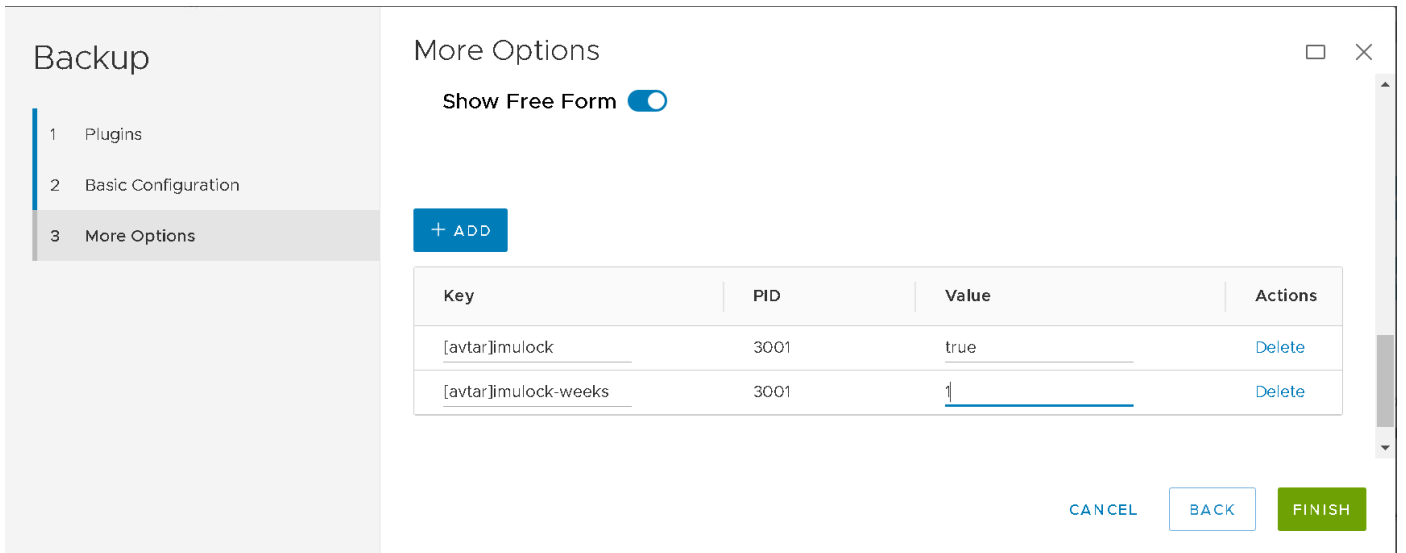 Backup
1 Plugins
2 Basic Configuration
3 More Options
More Options
Show Free Form
+ ADD
Key PID Value Actions
[avtar]imulock 3001 true Delete
[avtar]imulock-weeks 3001 1 Delete
CANCEL BACK FINISH